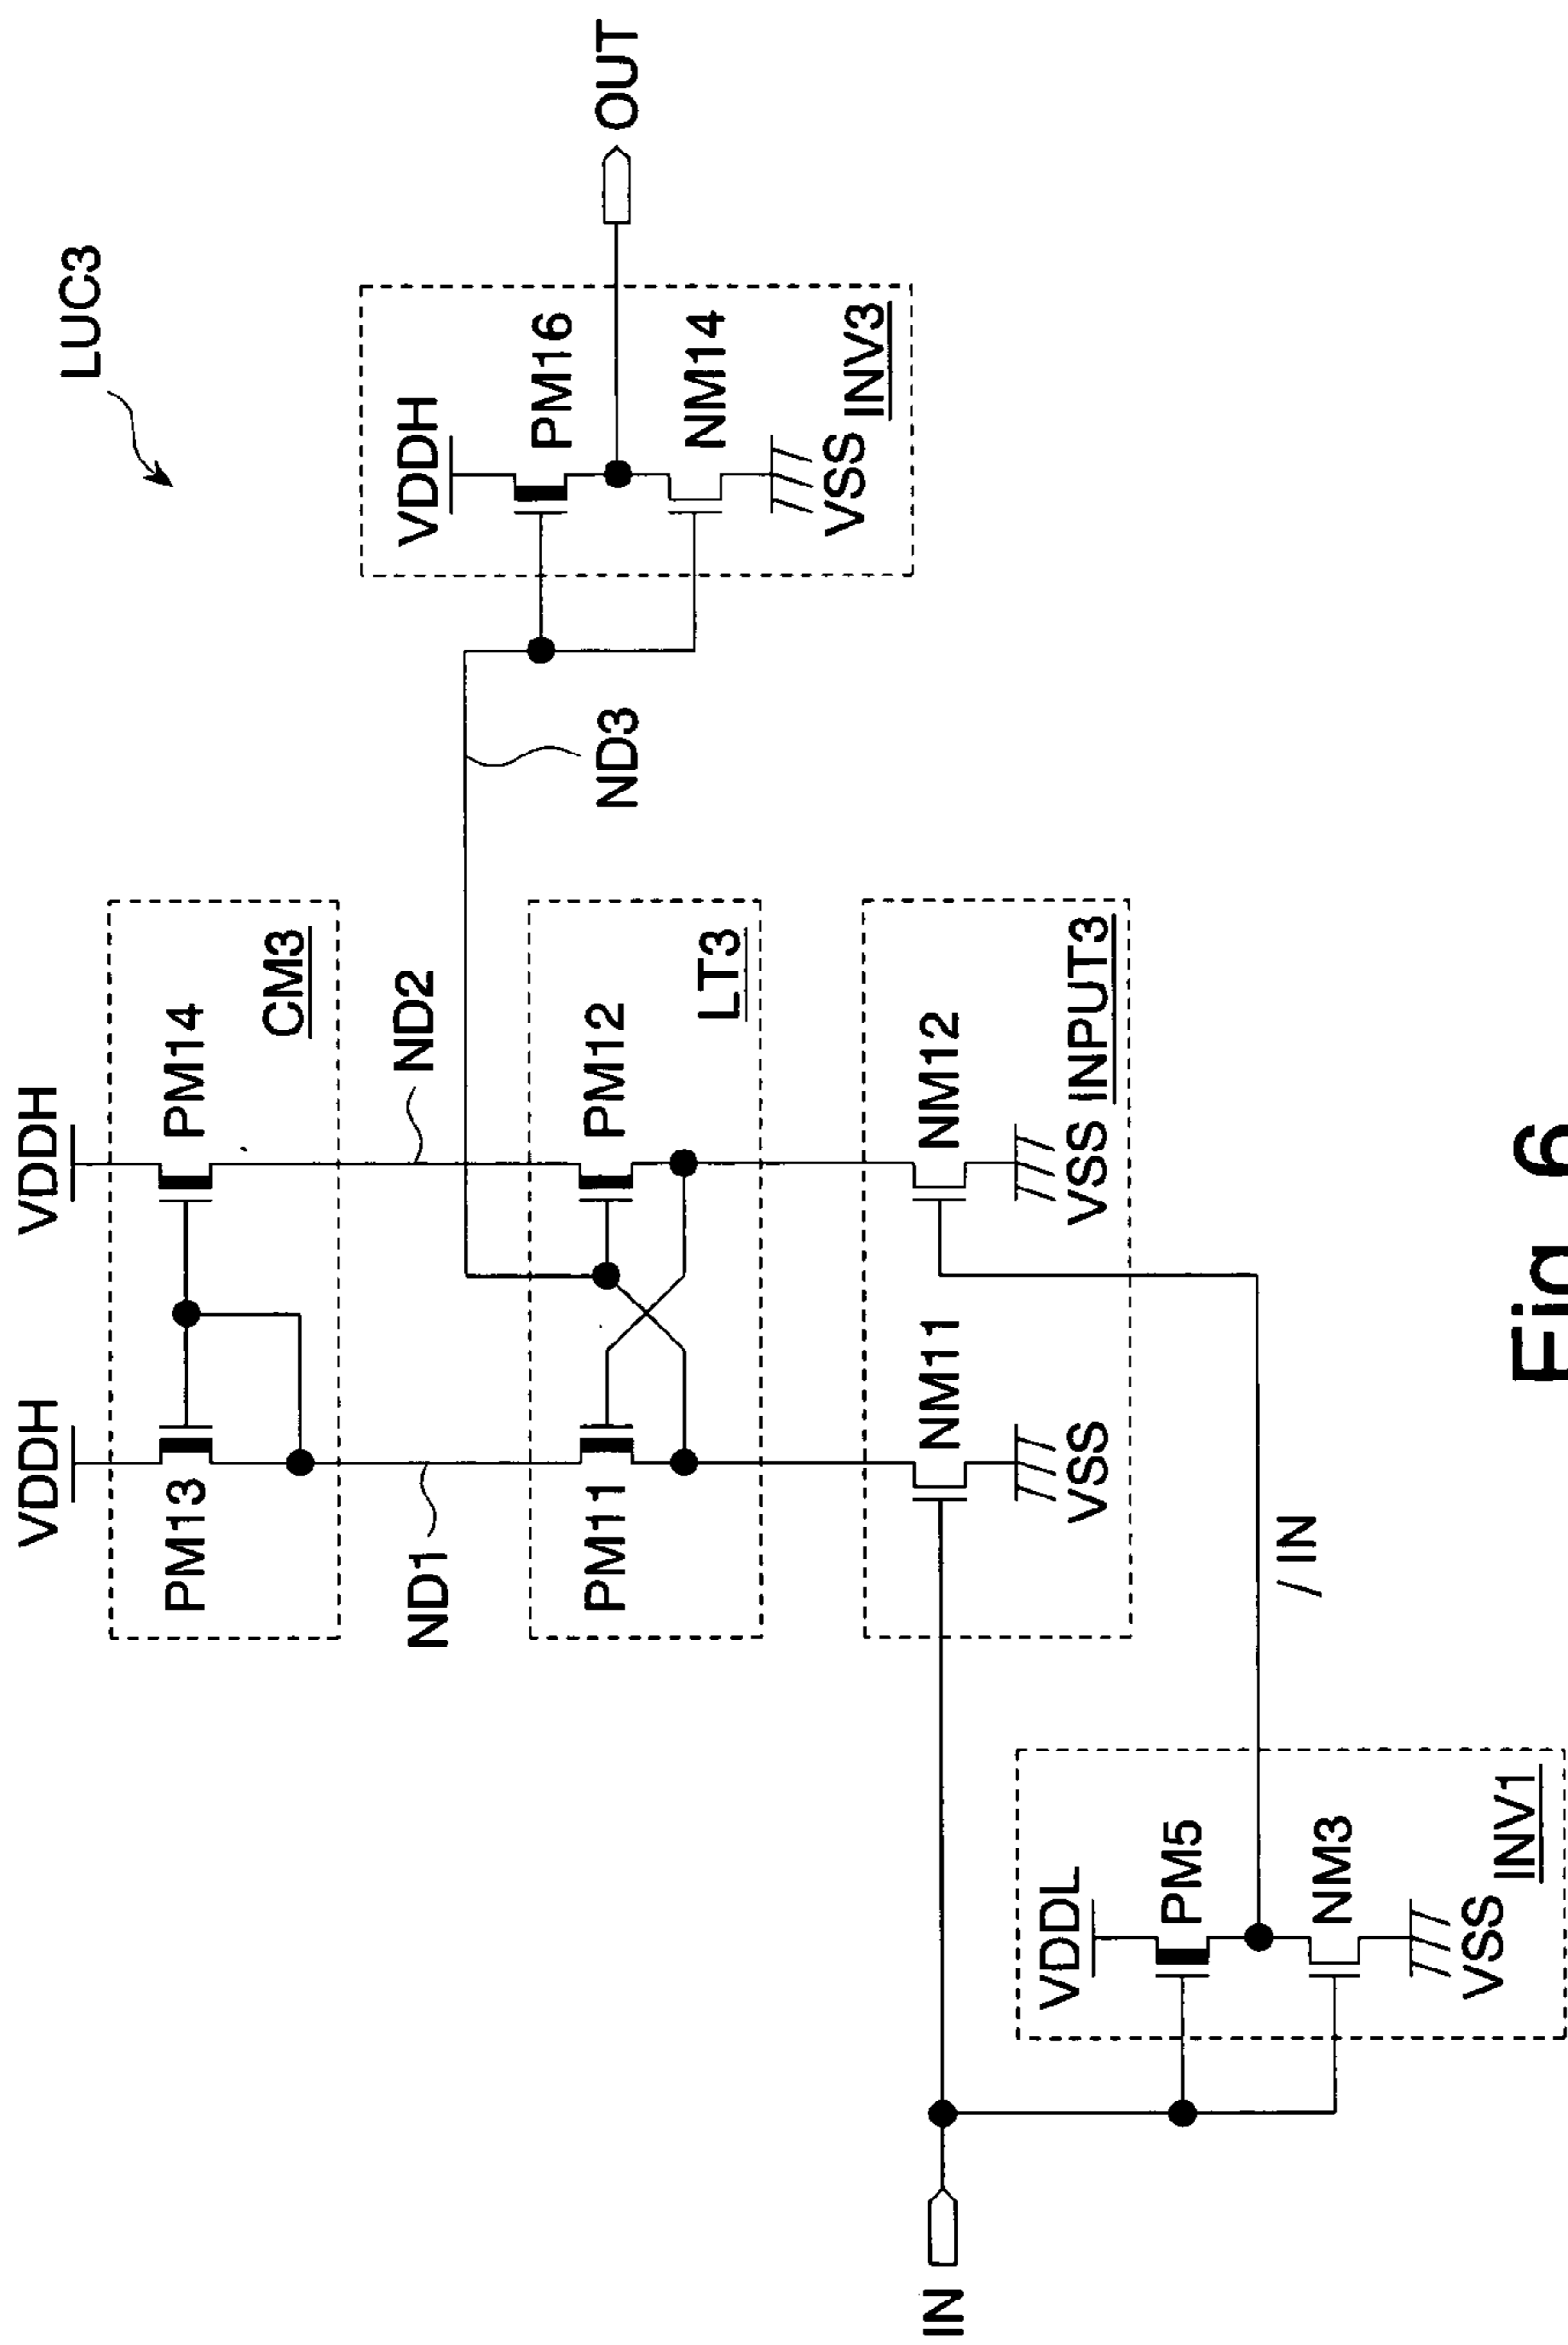 LUC3
VDDH
VDDH
PM13
PM14
CM3
ND1
ND2
ND3
VDDH
PM16
NM14
VSS
INV3
OUT
PM11
PM12
LT3
NM11
NM12
VSS
VSS
INPUT3
IN
/ IN
VDDL
PM5
NM3
VSS
INV1
Fig. 6